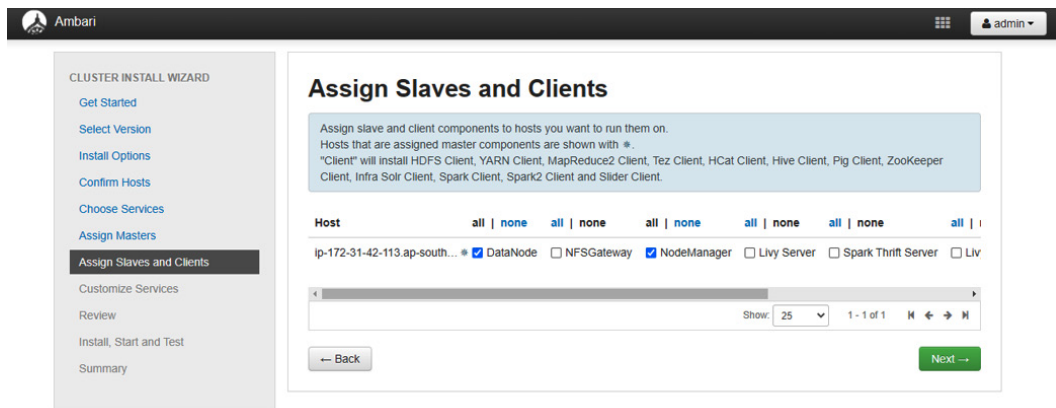 Ambari
admin
CLUSTER INSTALL WIZARD
Get Started
Select Version
Install Options
Confirm Hosts
Choose Services
Assign Masters
Assign Slaves and Clients
Customize Services
Review
Install, Start and Test
Summary
Assign Slaves and Clients
Assign slave and client components to hosts you want to run them on.
Hosts that are assigned master components are shown with ✵.
"Client" will install HDFS Client, YARN Client, MapReduce2 Client, Tez Client, HCat Client, Hive Client, Pig Client, ZooKeeper
Client, Infra Solr Client, Spark Client, Spark2 Client and Slider Client.
Host all | none all | none all | none all | none all | none all |
ip-172-31-42-113.ap-south... ✵ DataNode NFSGateway NodeManager Livy Server Spark Thrift Server Liv
Show: 25 1 - 1 of 1
← Back
Next →